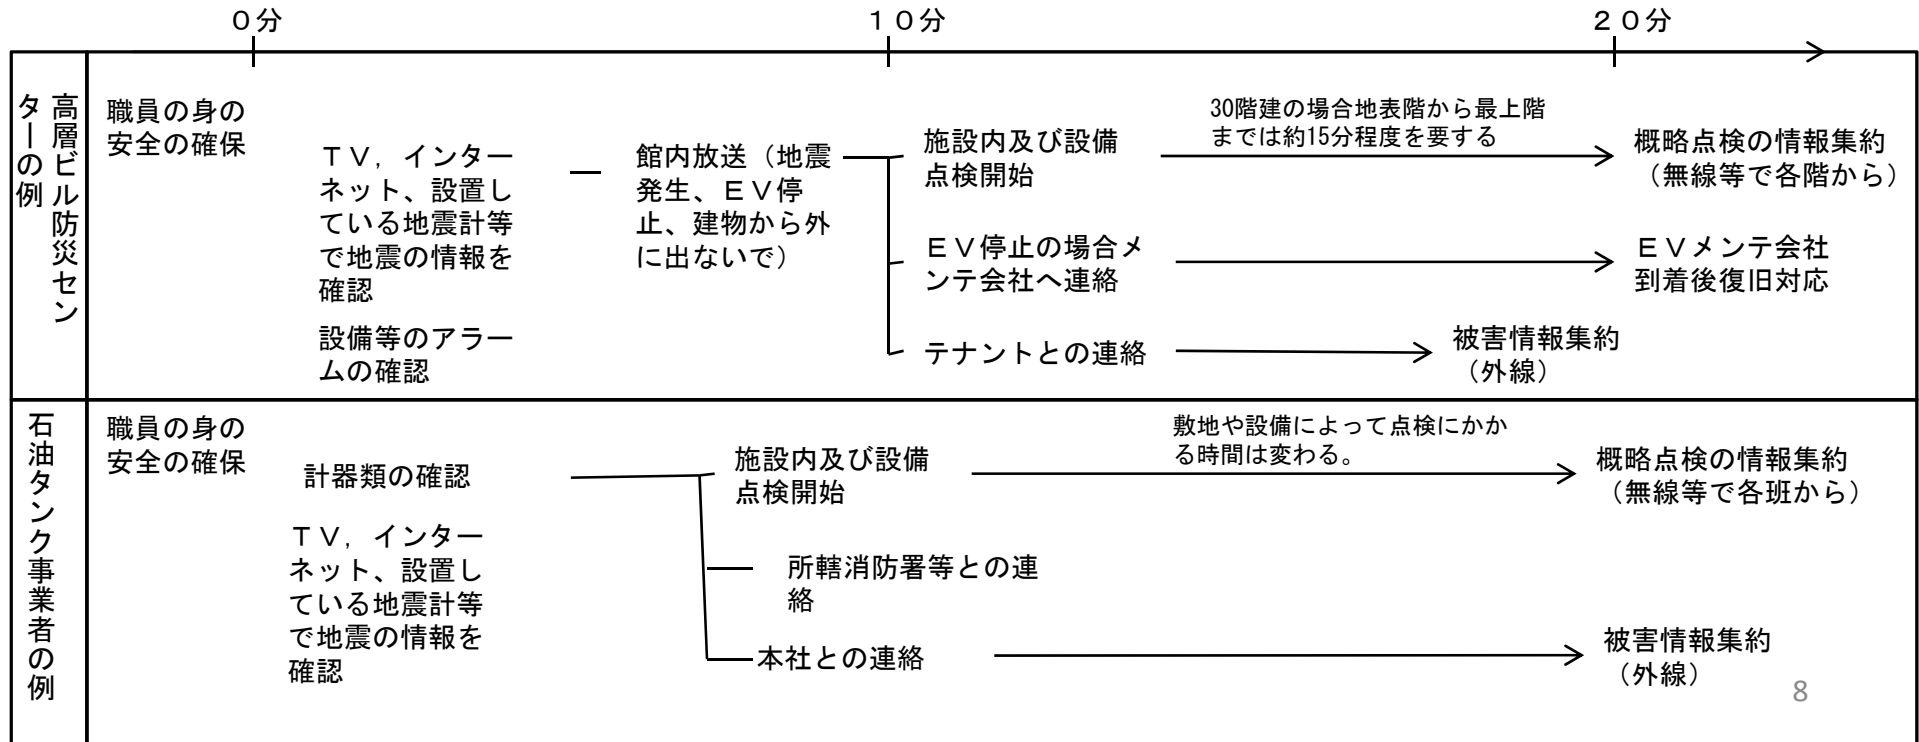 ０分
１０分
２０分
高層ビル防災セン
ターの例
職員の身の
安全の確保
ＴＶ，インター
ネット、設置し
ている地震計等
で地震の情報を
確認
設備等のアラー
ムの確認
館内放送（地震
発生、ＥＶ停
止、建物から外
に出ないで）
施設内及び設備
点検開始
30階建の場合地表階から最上階
までは約15分程度を要する
概略点検の情報集約
（無線等で各階から）
ＥＶ停止の場合メ
ンテ会社へ連絡
ＥＶメンテ会社
到着後復旧対応
テナントとの連絡
被害情報集約
（外線）
石油タンク事業者の例
職員の身の
安全の確保
計器類の確認
ＴＶ，インター
ネット、設置し
ている地震計等
で地震の情報を
確認
施設内及び設備
点検開始
敷地や設備によって点検にかか
る時間は変わる。
概略点検の情報集約
（無線等で各班から）
所轄消防署等との連
絡
本社との連絡
被害情報集約
（外線）
8